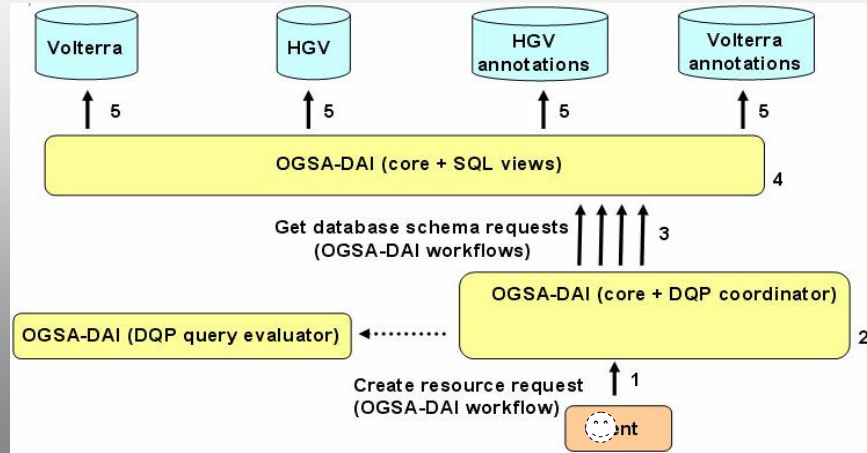 Volterra
HGV
HGV
annotations
Volterra
annotations
5
5
5
5
OGSA-DAI (core + SQL views)
4
Get database schema requests
(OGSA-DAI workflows)
3
OGSA-DAI (core + DQP coordinator)
OGSA-DAI (DQP query evaluator)
2
Create resource request
(OGSA-DAI workflow)
1